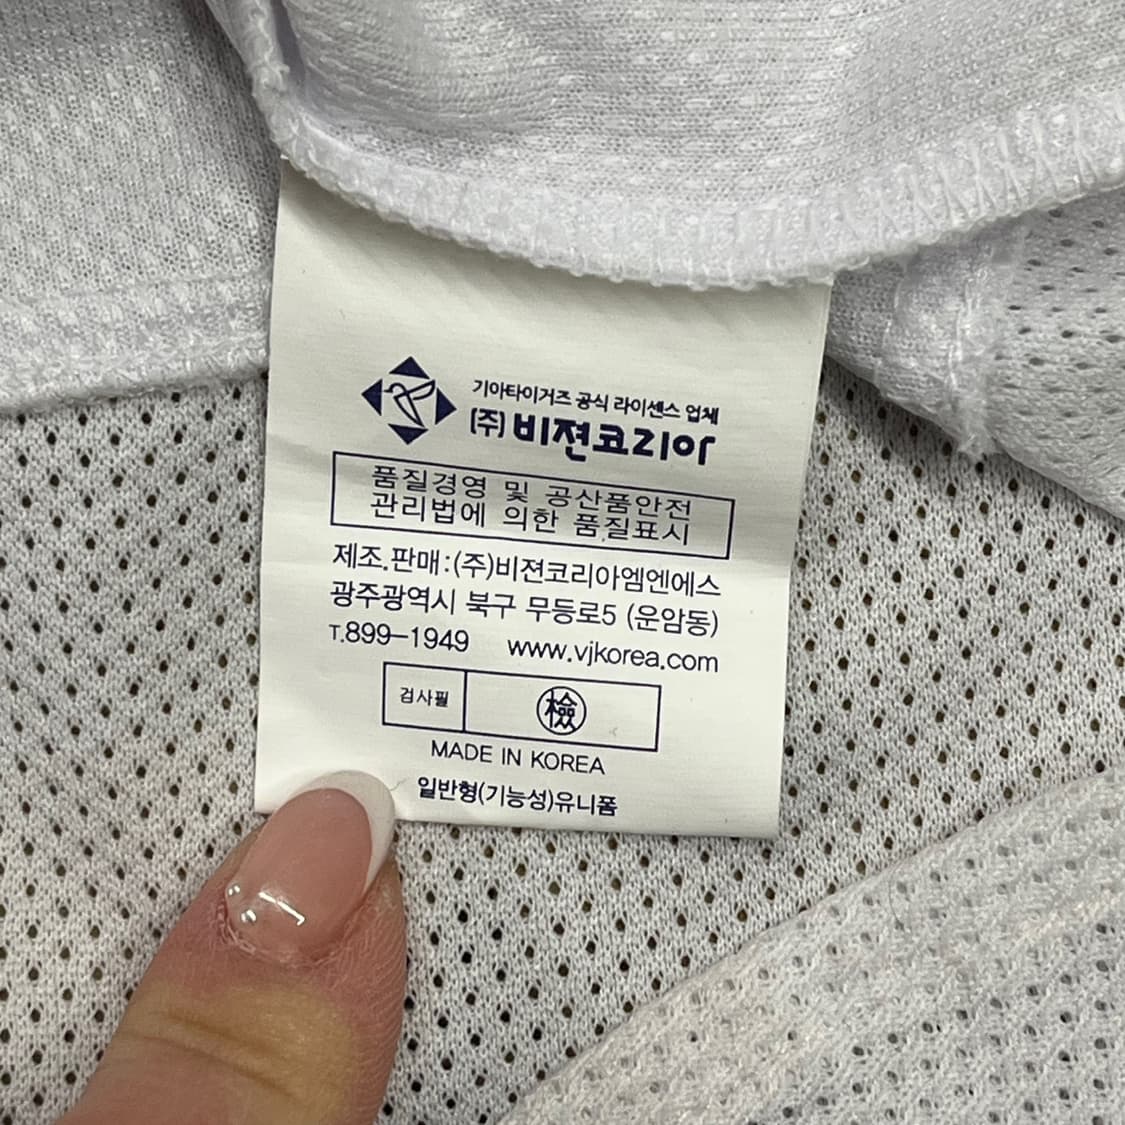 기아타이거즈 공식 라이센스 업체
(주)비젼코리아
품질경영 및 공산품안전
관리법에 의한 품질표시
제조.판매:(주)비젼코리아엠엔에스
광주광역시 북구 무등로5 (운암동)
T.899-1949 www.vjkorea.com
검사필 檢
MADE IN KOREA
일반형(기능성)유니폼